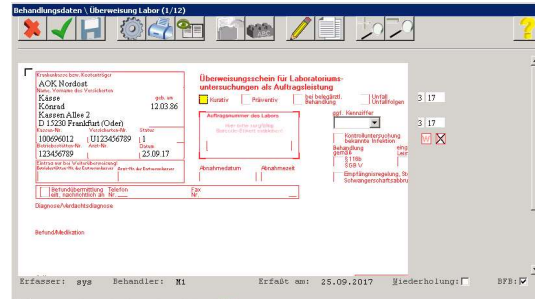 Behandlungsdaten \ Überweisung Labor (1/12)
Krankenkasse bzw. Kostenträger
AOK Nordost
Name, Vorname des Versicherten
Kasse geb. am
Konrad 12.03.86
Kassen Allee 2
D 15230 Frankfurt (Oder)
Kassen-Nr. Versicherten-Nr. Status
100696012 U123456789 1
Betriebsstätten-Nr. Arzt-Nr. Datum
123456789 25.09.17
Überweisungsschein für Laboratoriums-
untersuchungen als Auftragsleistung
Kurativ Präventiv bei belegärztl. Behandlung Unfall Unfallfolgen
3 17
Auftragsnummer des Labors
ggf. Kennziffer
3 17
Kontrolluntersuchung
bekannte Infektion
W X
Behandlung
gemäß
§ 116b
SGB V
Abnahmedatum Abnahmezeit
Empfängnisregelung, St
Schwangerschaftsabbru
Befundübermittlung Telefon Fax
eilt, nachrichtlich an Nr. Nr.
Diagnose/Verdachtsdiagnose
Befund/Medikation
Erfasser: sys Behandler: M1 Erfaßt am: 25.09.2017 Wiederholung: BFB: